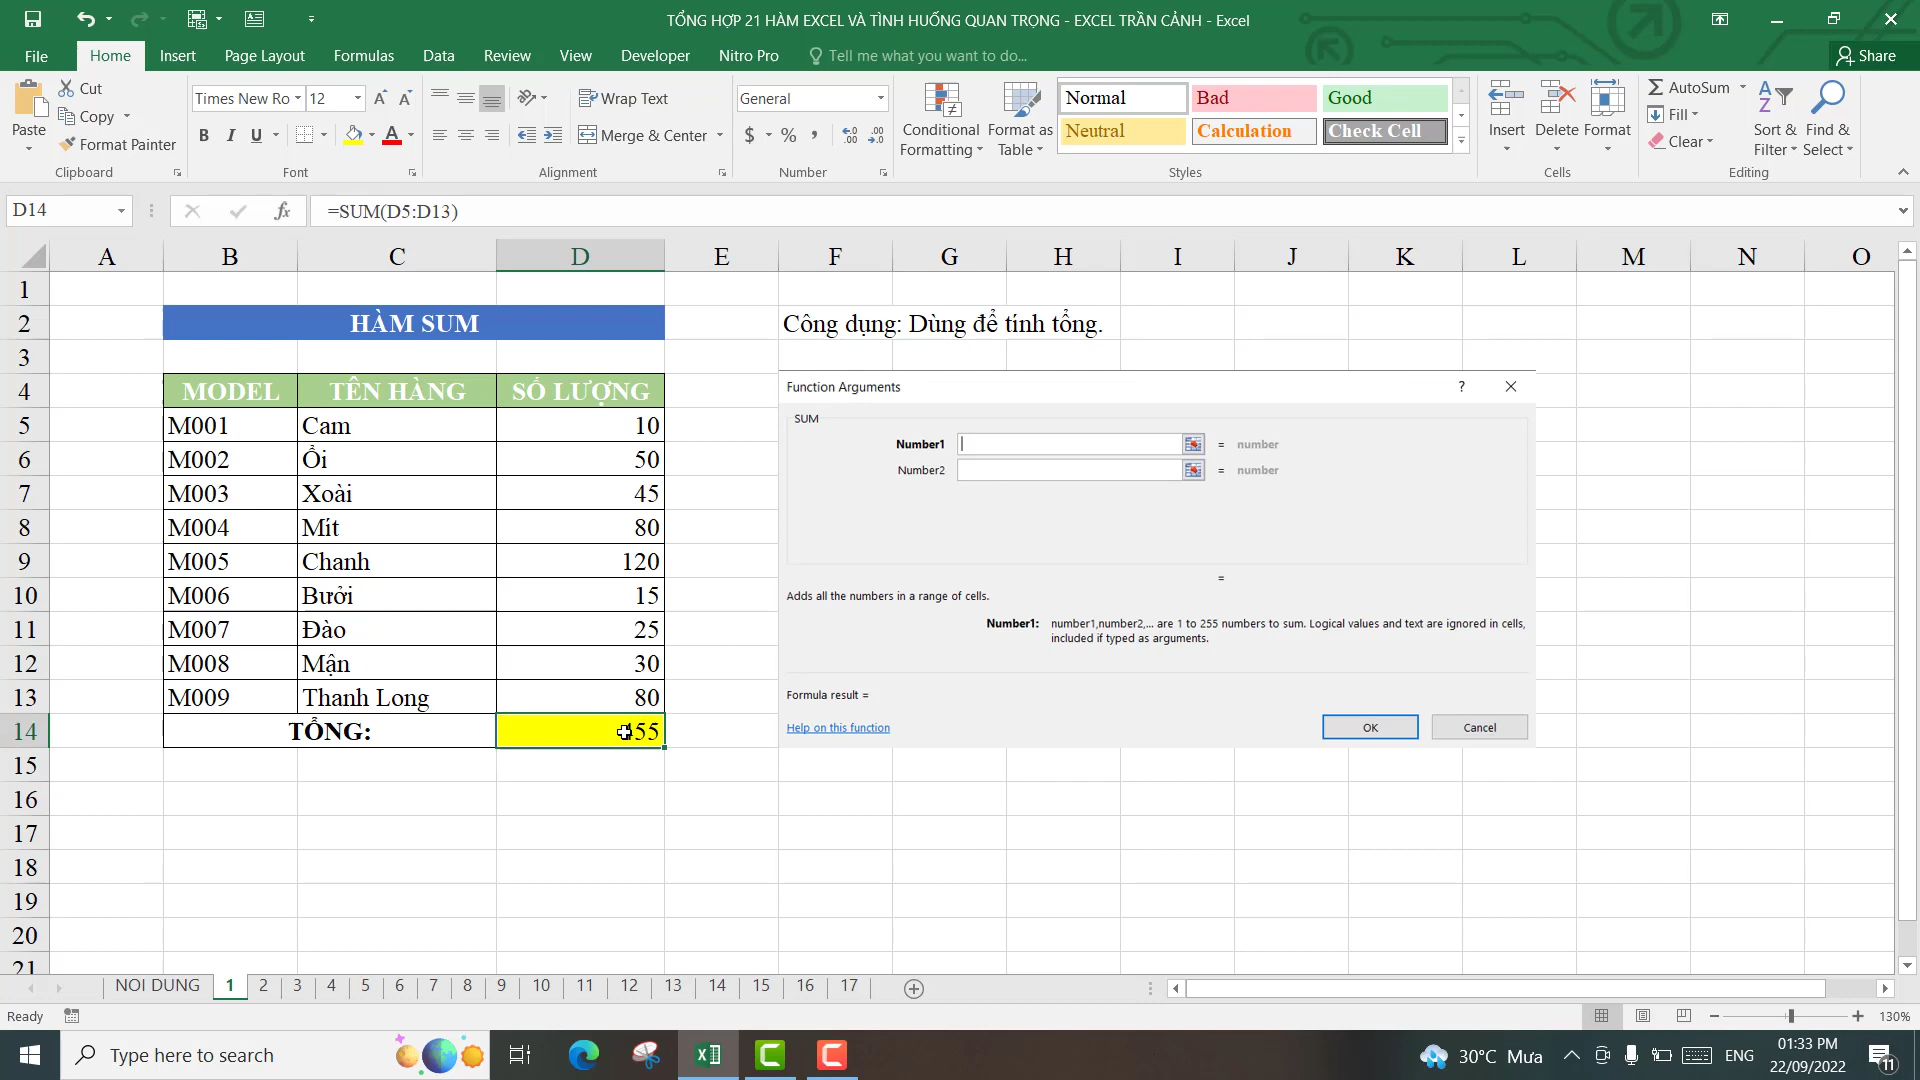 TỔNG HỢP 21 HÀM EXCEL VÀ TÌNH HUỐNG QUAN TRỌNG - EXCEL TRẦN CẢNH - Excel
File Home Insert Page Layout Formulas Data Review View Developer Nitro Pro Tell me what you want to do... Share
Paste Cut Copy Format Painter Clipboard
Times New Ro 12 Font
Wrap Text Merge & Center Alignment
General Number
Conditional Formatting Format as Table
Normal Bad Good
Neutral Calculation Check Cell
Styles
Insert Delete Format Cells
AutoSum Fill Clear Sort & Filter Find & Select Editing
D14 fx =SUM(D5:D13)
A B C D E F G H I J K L M N O
1
2 HÀM SUM Công dụng: Dùng để tính tổng.
3
4 MODEL TÊN HÀNG SỐ LƯỢNG
5 M001 Cam 10
6 M002 Ổi 50
7 M003 Xoài 45
8 M004 Mít 80
9 M005 Chanh 120
10 M006 Bưởi 15
11 M007 Đào 25
12 M008 Mận 30
13 M009 Thanh Long 80
14 TỔNG: 455
15
16
17
18
19
20
21
Function Arguments ?
SUM
Number1 = number
Number2 = number
=
Adds all the numbers in a range of cells.
Number1: number1,number2,... are 1 to 255 numbers to sum. Logical values and text are ignored in cells,
included if typed as arguments.
Formula result =
Help on this function OK Cancel
NOI DUNG 1 2 3 4 5 6 7 8 9 10 11 12 13 14 15 16 17
Ready 130%
Type here to search 30°C Mưa ENG 01:33 PM
22/09/2022 11